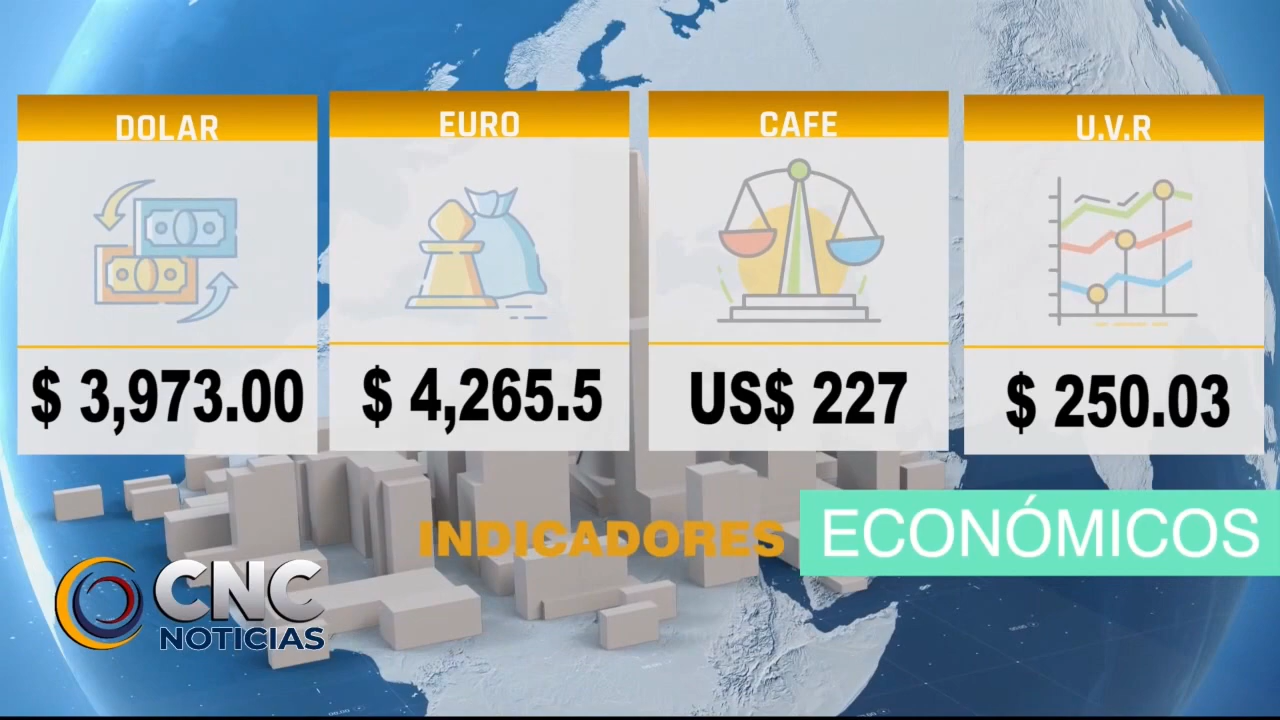 DOLAR
EURO
CAFE
U.V.R
$ 3,973.00
$ 4,265.5
US$ 227
$ 250.03
INDICADORES ECONÓMICOS
CNC
NOTICIAS